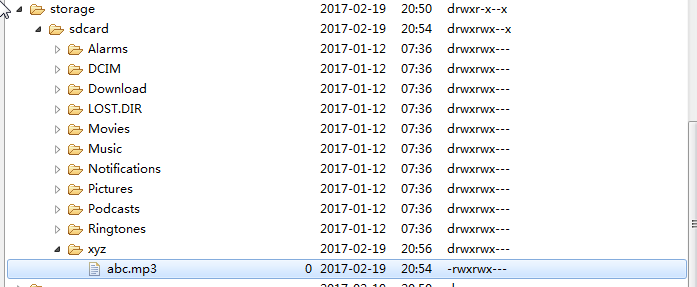 storage 2017-02-19 20:50 drwxr-x--x
sdcard 2017-02-19 20:54 drwxrwx--x
Alarms 2017-01-12 07:36 drwxrwx---
DCIM 2017-01-12 07:36 drwxrwx---
Download 2017-01-12 07:36 drwxrwx---
LOST.DIR 2017-01-12 07:36 drwxrwx---
Movies 2017-01-12 07:36 drwxrwx---
Music 2017-01-12 07:36 drwxrwx---
Notifications 2017-01-12 07:36 drwxrwx---
Pictures 2017-01-12 07:36 drwxrwx---
Podcasts 2017-01-12 07:36 drwxrwx---
Ringtones 2017-01-12 07:36 drwxrwx---
xyz 2017-02-19 20:56 drwxrwx---
abc.mp3 0 2017-02-19 20:54 -rwxrwx---